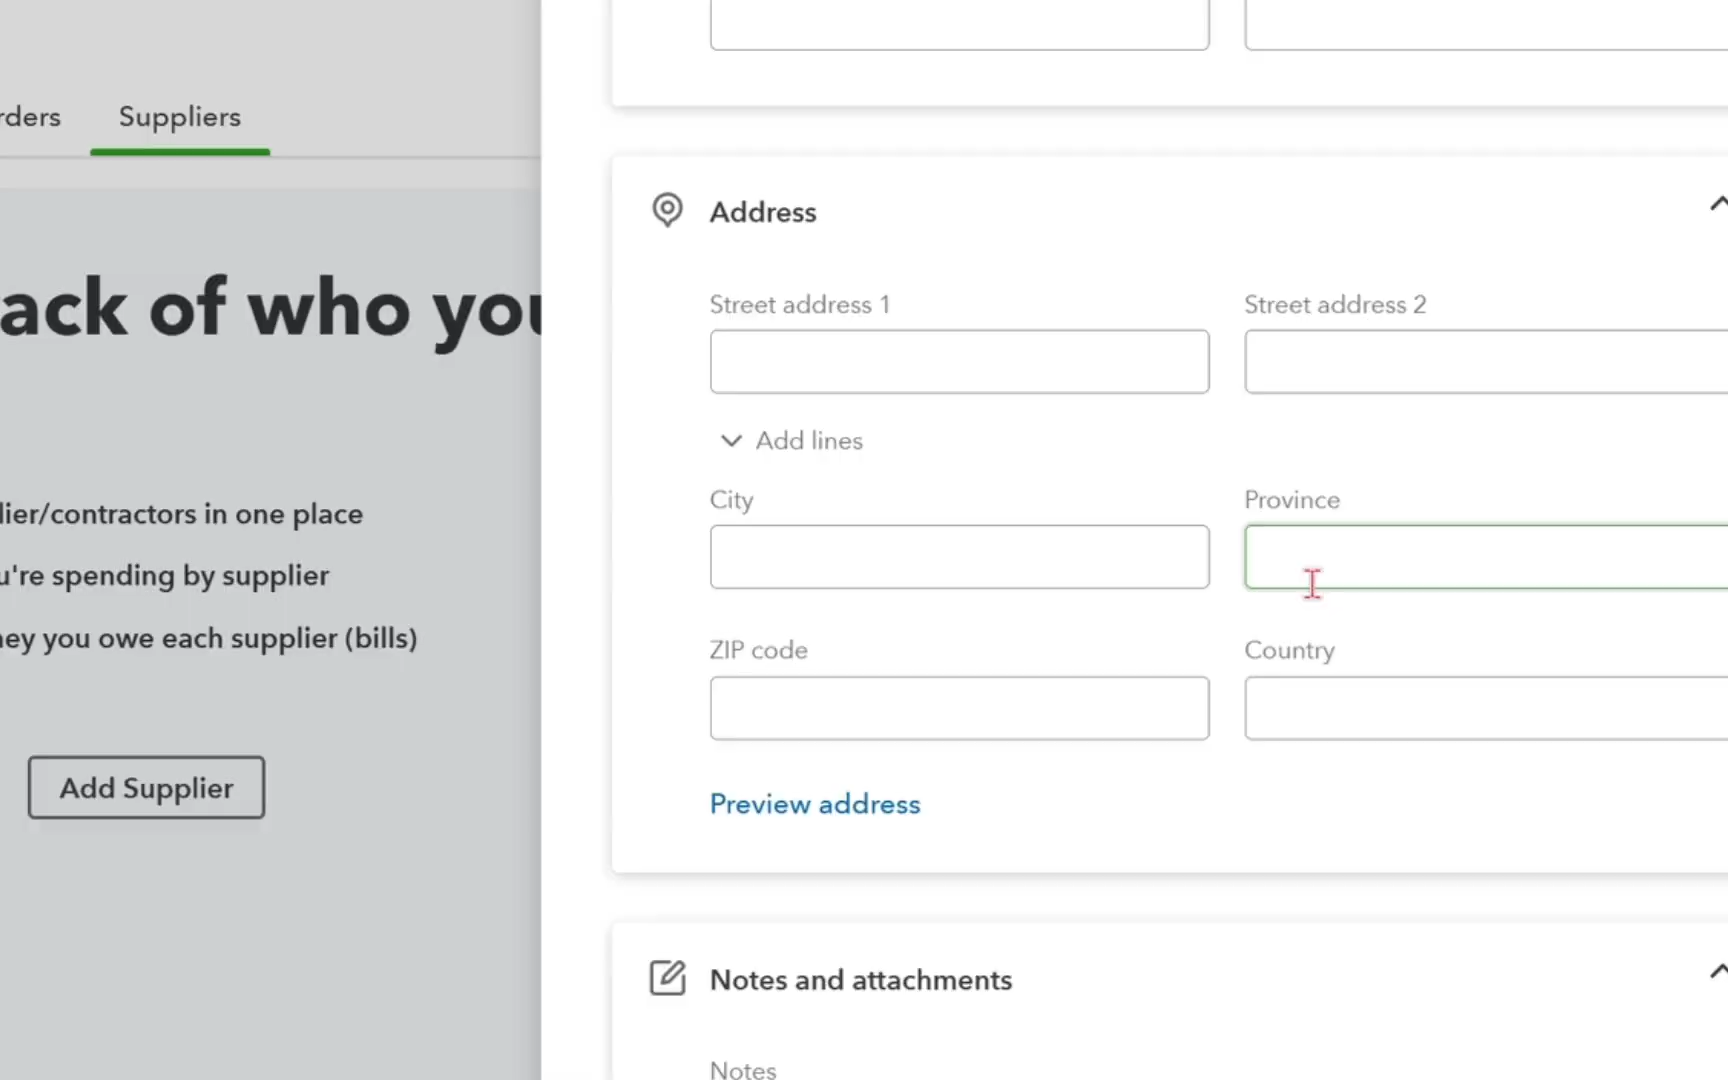 rders
Suppliers
ack of who you
lier/contractors in one place
u're spending by supplier
ney you owe each supplier (bills)
Add Supplier
Address
Street address 1
Street address 2
Add lines
City
Province
ZIP code
Country
Preview address
Notes and attachments
Notes